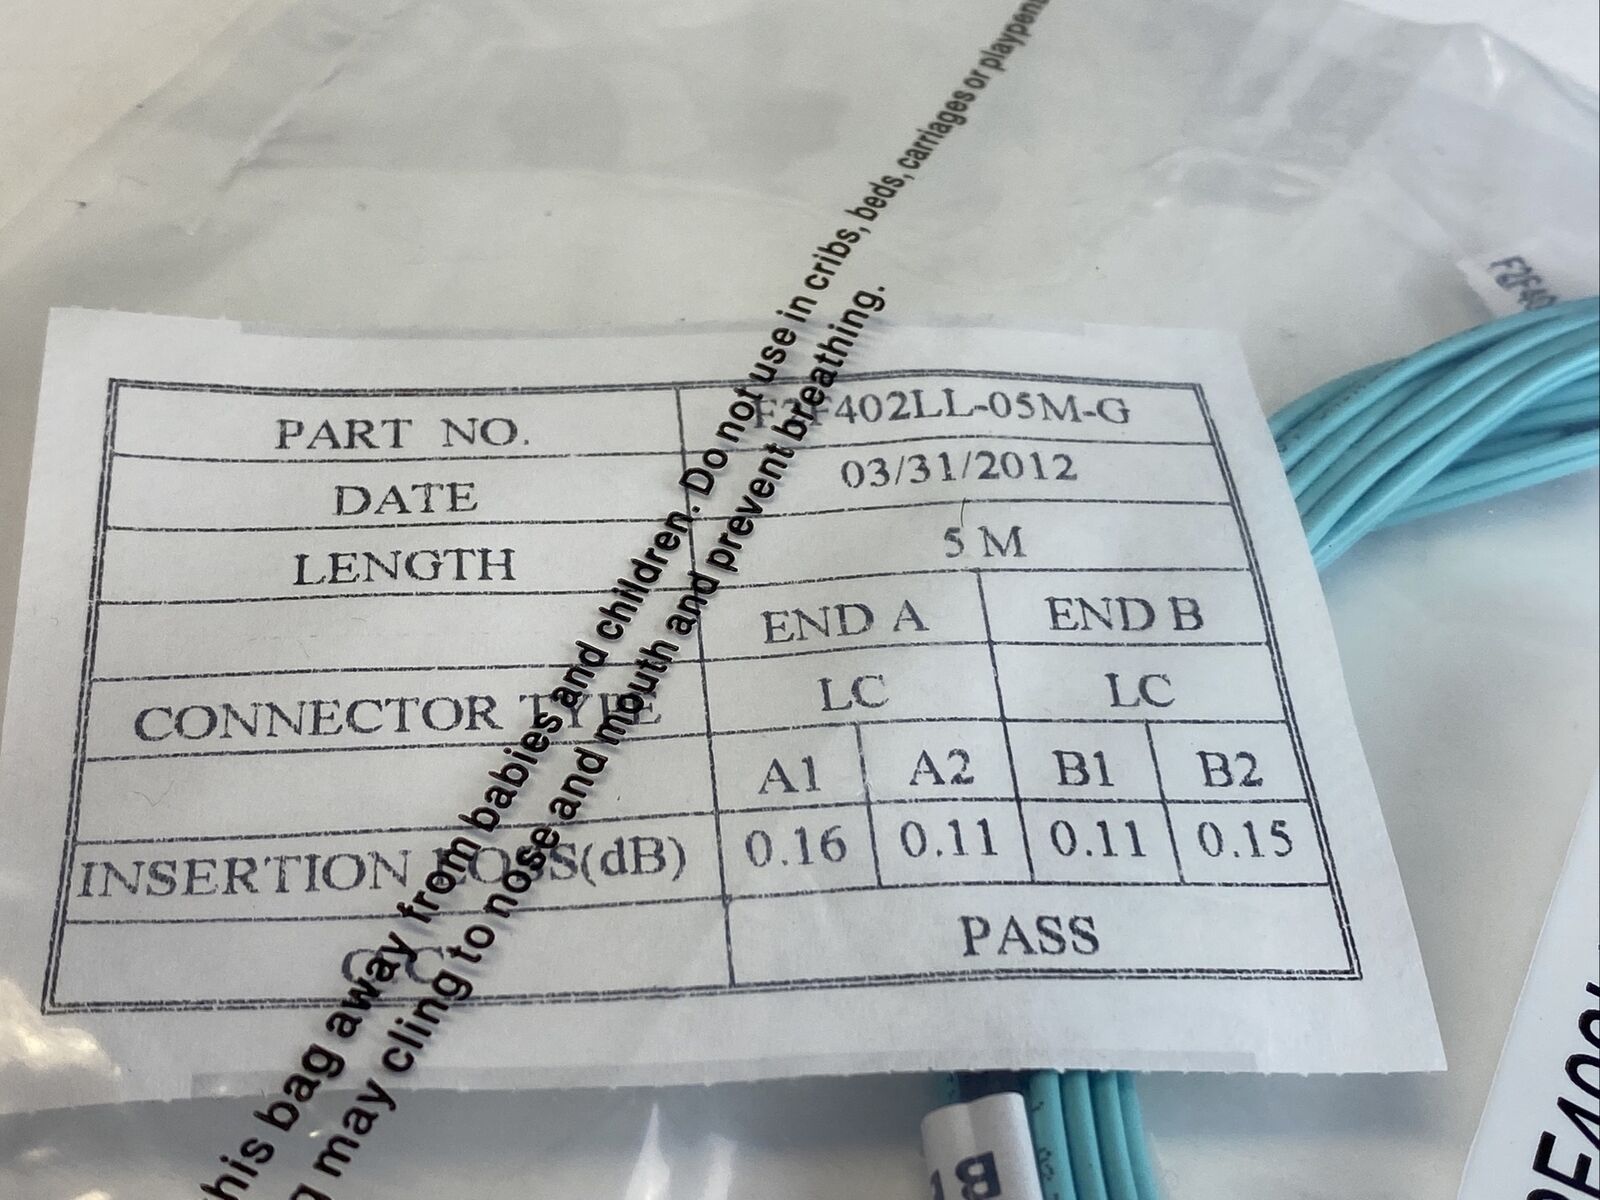 PART NO. F2F402LL-05M-G
DATE 03/31/2012
LENGTH 5 M
END A END B
CONNECTOR TYPE LC LC
A1 A2 B1 B2
INSERTION LOSS(dB) 0.16 0.11 0.11 0.15
QC PASS
this bag away from babies and children. Do not use in cribs, beds, carriages or playpens
may cling to nose and mouth and prevent breathing.
F2F40
B